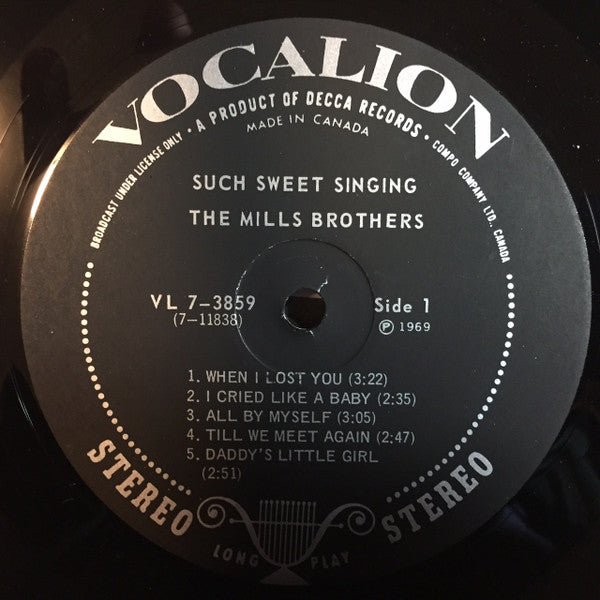 VOCALION
BROADCAST UNDER LICENSE ONLY • A PRODUCT OF DECCA RECORDS • COMPO COMPANY LTD., CANADA
MADE IN CANADA
SUCH SWEET SINGING
THE MILLS BROTHERS
VL 7–3859
(7–11838)
Side 1
Ⓟ 1969
1. WHEN I LOST YOU (3:22)
2. I CRIED LIKE A BABY (2:35)
3. ALL BY MYSELF (3:05)
4. TILL WE MEET AGAIN (2:47)
5. DADDY'S LITTLE GIRL
(2:51)
STEREO
STEREO
LONG PLAY